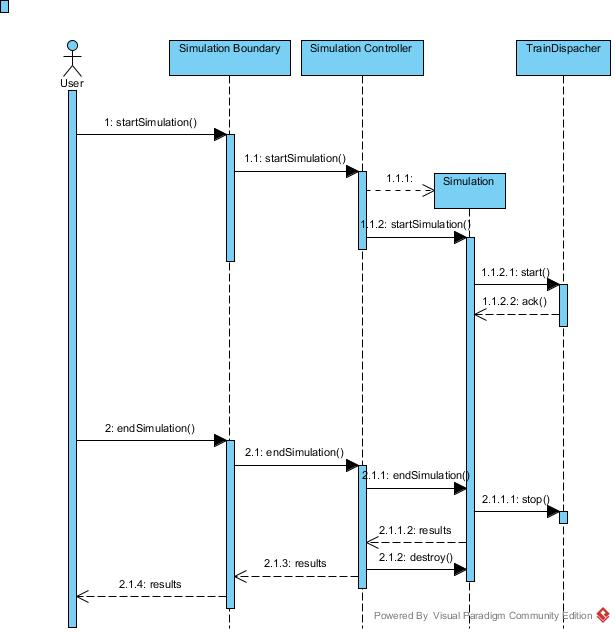 Simulation Boundary
Simulation Controller
TrainDispacher
User
1: startSimulation()
1.1: startSimulation()
1.1.1:
Simulation
1.1.2: startSimulation()
1.1.2.1: start()
1.1.2.2: ack()
2: endSimulation()
2.1: endSimulation()
2.1.1: endSimulation()
2.1.1.1: stop()
2.1.1.2: results
2.1.2: destroy()
2.1.3: results
2.1.4: results
Powered By Visual Paradigm Community Edition